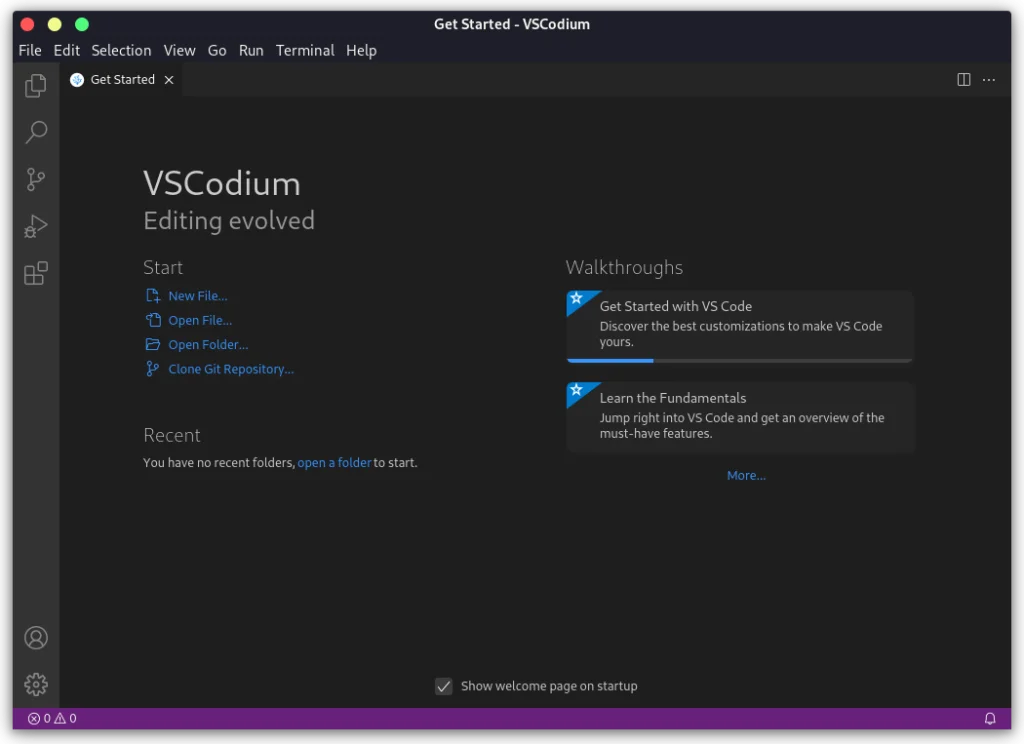 Get Started - VSCodium
File Edit Selection View Go Run Terminal Help
Get Started
VSCodium
Editing evolved
Start
New File...
Open File...
Open Folder...
Clone Git Repository...
Recent
You have no recent folders, open a folder to start.
Walkthroughs
Get Started with VS Code
Discover the best customizations to make VS Code
yours.
Learn the Fundamentals
Jump right into VS Code and get an overview of the
must-have features.
More...
Show welcome page on startup
0 0